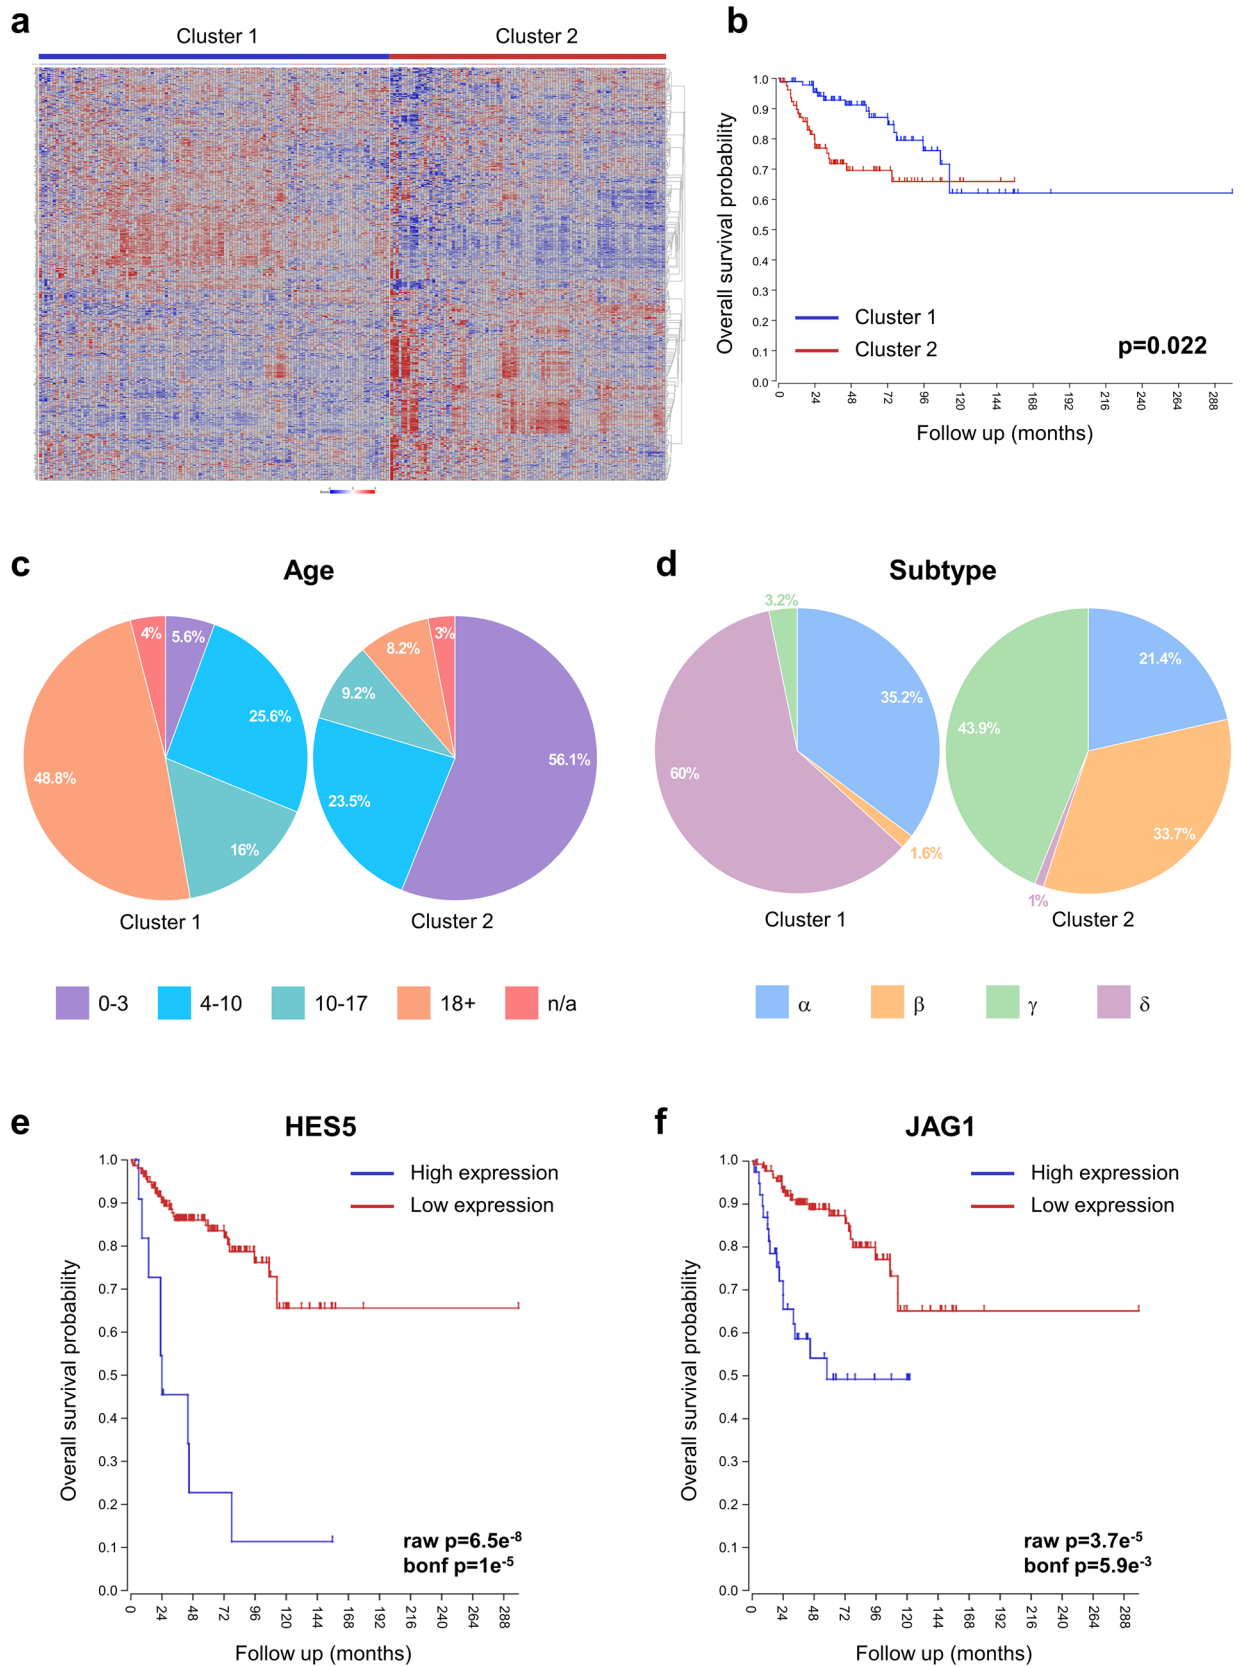 a
Cluster 1
Cluster 2
b
1.0
0.9
0.8
0.7
0.6
0.5
0.4
0.3
0.2
0.1
0.0
Overall survival probability
Cluster 1
Cluster 2
p=0.022
0 24 48 72 96 120 144 168 192 216 240 264 288
Follow up (months)
c
Age
4%
5.6%
25.6%
16%
48.8%
Cluster 1
3%
8.2%
9.2%
23.5%
56.1%
Cluster 2
0-3
4-10
10-17
18+
n/a
d
Subtype
3.2%
35.2%
1.6%
60%
Cluster 1
21.4%
33.7%
1%
43.9%
Cluster 2
α
β
γ
δ
e
HES5
High expression
Low expression
1.0
0.9
0.8
0.7
0.6
0.5
0.4
0.3
0.2
0.1
0.0
Overall survival probability
raw p=6.5e-8
bonf p=1e-5
0 24 48 72 96 120 144 168 192 216 240 264 288
Follow up (months)
f
JAG1
High expression
Low expression
1.0
0.9
0.8
0.7
0.6
0.5
0.4
0.3
0.2
0.1
0.0
Overall survival probability
raw p=3.7e-5
bonf p=5.9e-3
0 24 48 72 96 120 144 168 192 216 240 264 288
Follow up (months)